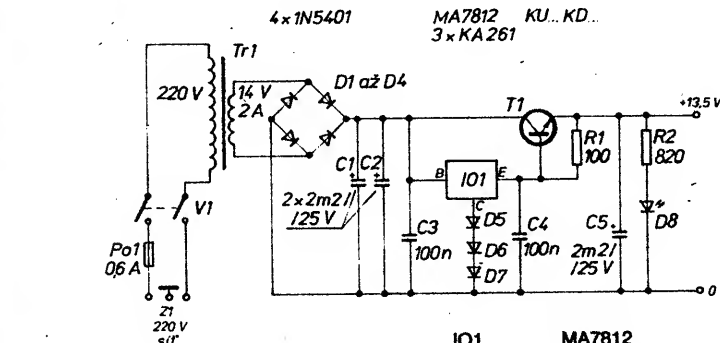 4 x 1N5401
MA7812 KU... KD...
3 x KA261
Tr1
220 V
14 V
2 A
D1 až D4
T1
+13,5 V
R1
100
R2
820
C1
C2
B
IO1
E
C
V1
2 x 2m2/
/25 V
C3
100n
D5
D6
D7
C4
100n
C5
2m2/
/25 V
D8
Po1
0,6 A
0
Z1
220 V
IO1 MA7812